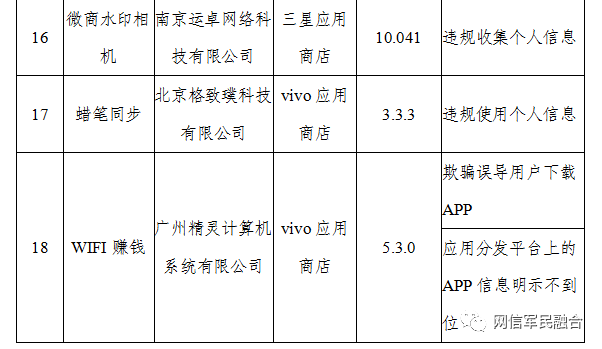 16
微商水印相
机
南京运卓网络科
技有限公司
三星应用
商店
10.041
违规收集个人信息
17
蜡笔同步
北京格致璞科技
有限公司
vivo 应用
商店
3.3.3
违规使用个人信息
18
WIFI 赚钱
广州精灵计算机
系统有限公司
vivo 应用
商店
5.3.0
欺骗误导用户下载
APP
应用分发平台上的
APP 信息明示不到
位
网信军民融合